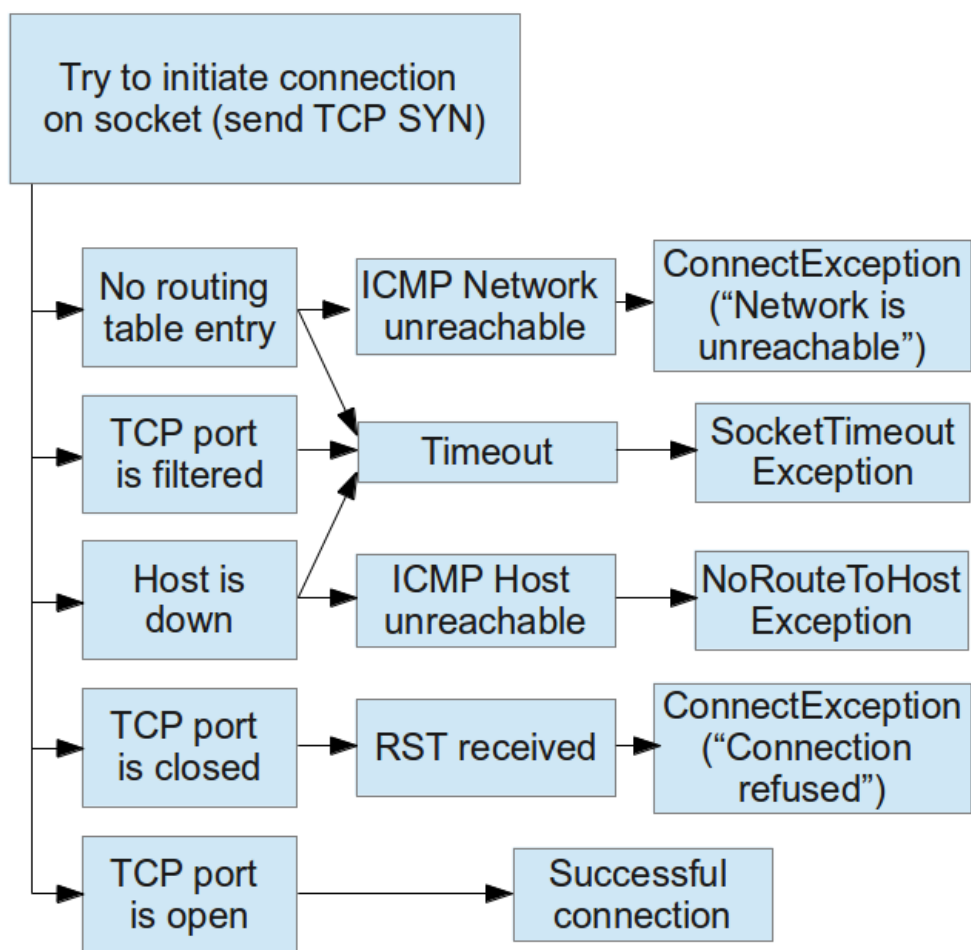 Try to initiate connection
on socket (send TCP SYN)
No routing
table entry
ICMP Network
unreachable
ConnectException
(“Network is
unreachable”)
TCP port
is filtered
Timeout
SocketTimeout
Exception
Host is
down
ICMP Host
unreachable
NoRouteToHost
Exception
TCP port
is closed
RST received
ConnectException
(“Connection
refused”)
TCP port
is open
Successful
connection